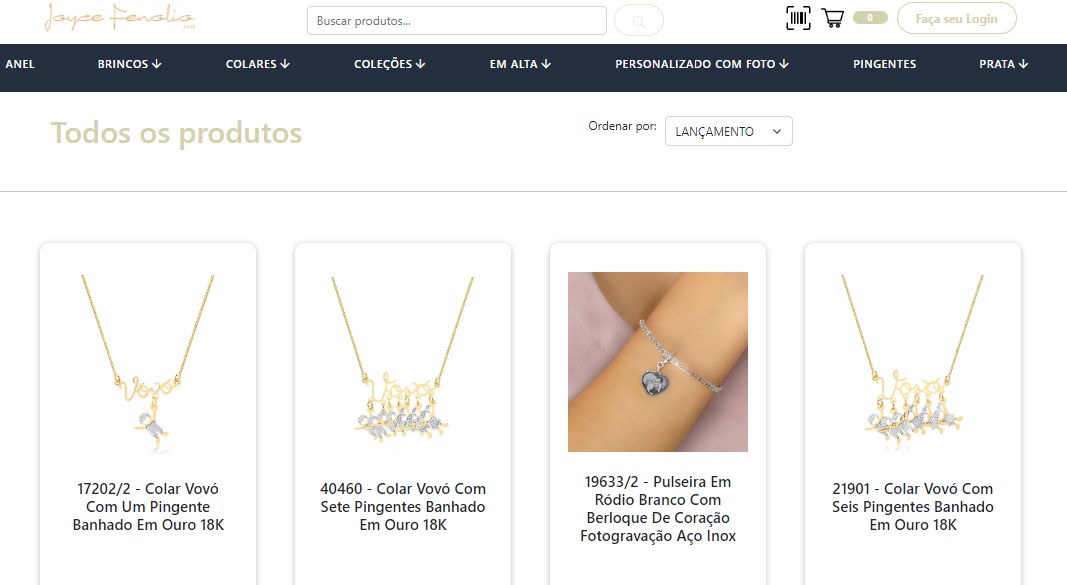 Joyce Fenolio
Buscar produtos...
0
Faça seu Login
ANEL
BRINCOS
COLARES
COLEÇÕES
EM ALTA
PERSONALIZADO COM FOTO
PINGENTES
PRATA
Todos os produtos
Ordenar por:
LANÇAMENTO
Vovó
Vovó
Vovó
17202/2 - Colar Vovó
Com Um Pingente
Banhado Em Ouro 18K
40460 - Colar Vovó Com
Sete Pingentes Banhado
Em Ouro 18K
19633/2 - Pulseira Em
Ródio Branco Com
Berloque De Coração
Fotogravação Aço Inox
21901 - Colar Vovó Com
Seis Pingentes Banhado
Em Ouro 18K